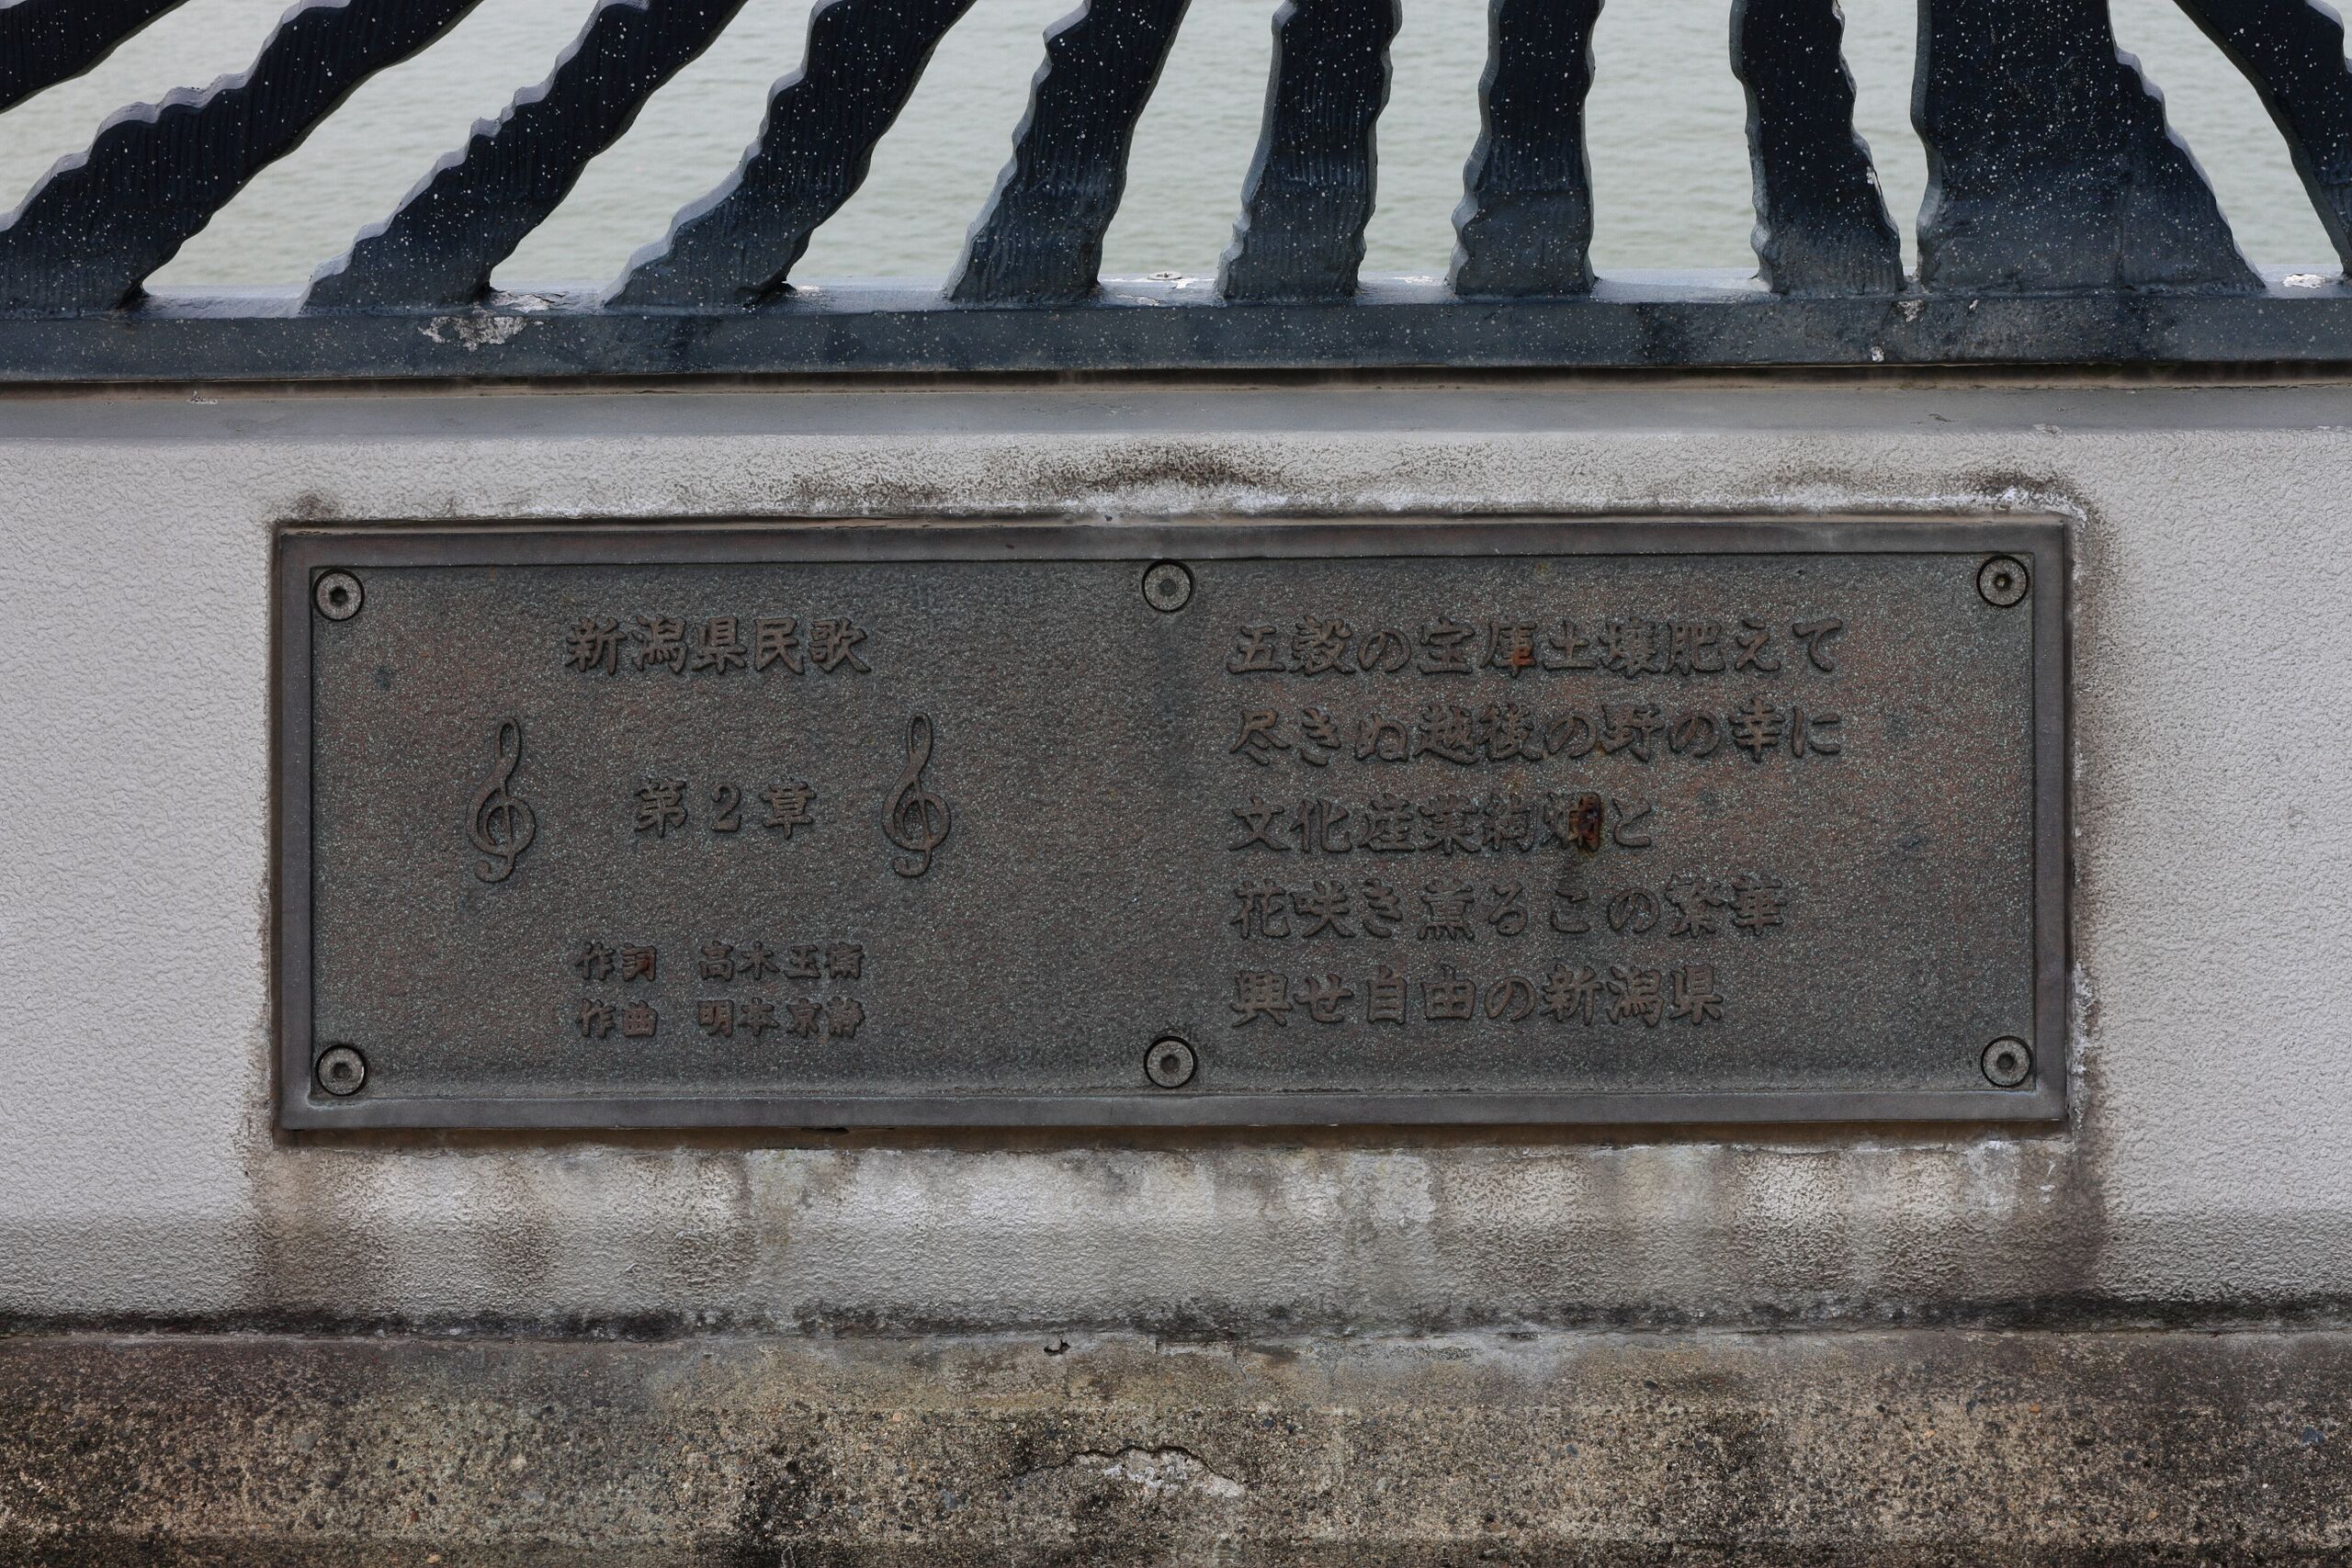 新潟県民歌
第2章
作詞　高木玉衛
作曲　明本京静
五穀の宝庫土壌肥えて
尽きぬ越後の野の幸に
文化産業絢爛と
花咲き薫るこの繁華
興せ自由の新潟県